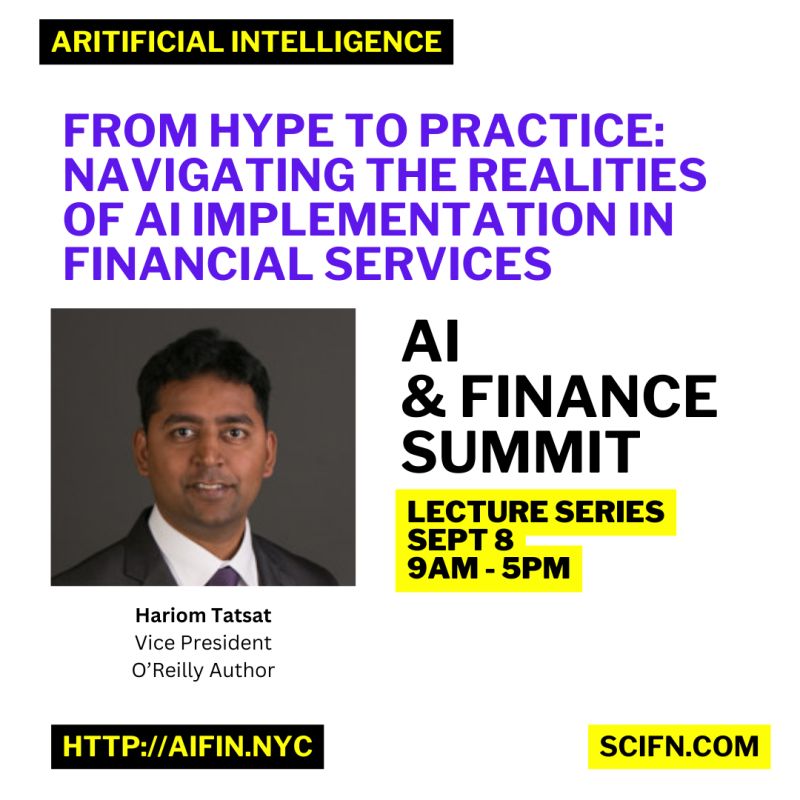 ARITIFICIAL INTELLIGENCE
FROM HYPE TO PRACTICE:
NAVIGATING THE REALITIES
OF AI IMPLEMENTATION IN
FINANCIAL SERVICES
AI
& FINANCE
SUMMIT
LECTURE SERIES
SEPT 8
9AM - 5PM
Hariom Tatsat
Vice President
O’Reilly Author
HTTP://AIFIN.NYC
SCIFN.COM